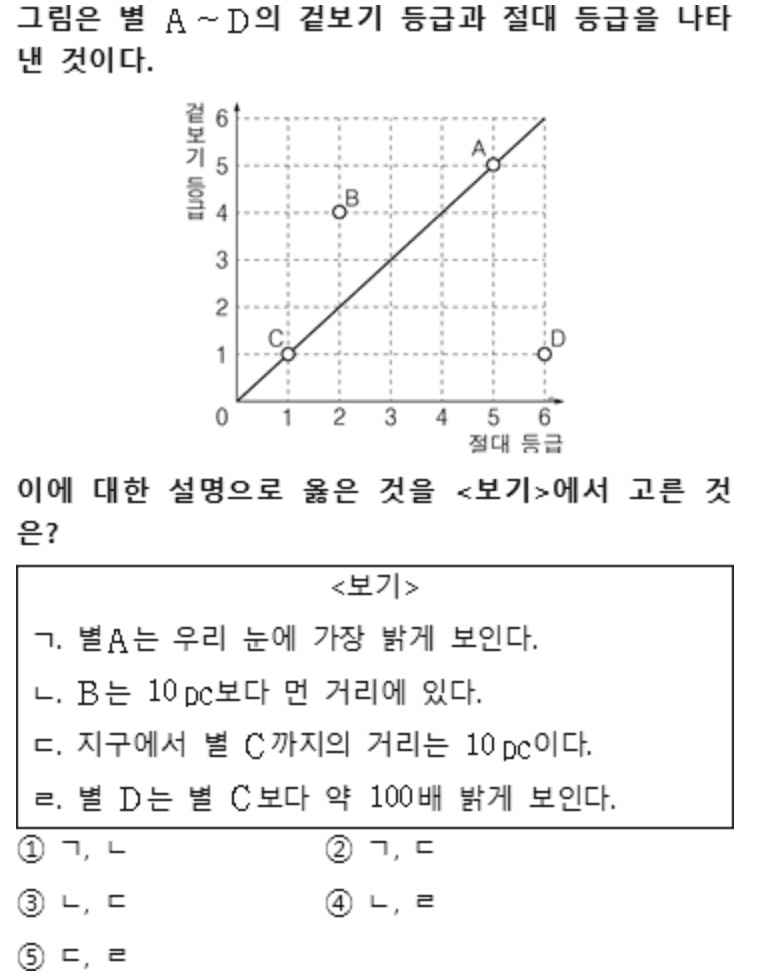 그림은 별 A ~ D의 겉보기 등급과 절대 등급을 나타
낸 것이다.
겉보기 등급
6
5
4
3
2
1
0
A
B
C
D
1 2 3 4 5 6
절대 등급
이에 대한 설명으로 옳은 것을 <보기>에서 고른 것
은?
<보기>
ㄱ. 별A는 우리 눈에 가장 밝게 보인다.
ㄴ. B는 10pc보다 먼 거리에 있다.
ㄷ. 지구에서 별 C까지의 거리는 10pc이다.
ㄹ. 별 D는 별 C보다 약 100배 밝게 보인다.
① ㄱ, ㄴ ② ㄱ, ㄷ
③ ㄴ, ㄷ ④ ㄴ, ㄹ
⑤ ㄷ, ㄹ